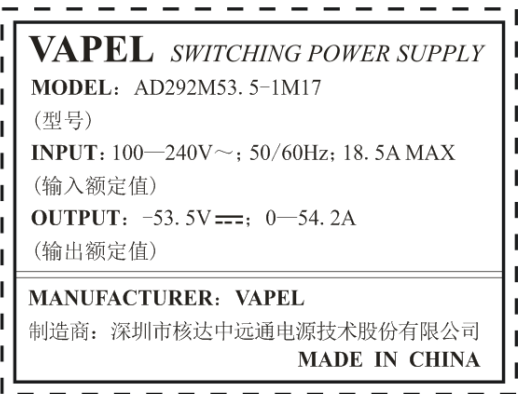 VAPEL SWITCHING POWER SUPPLY
MODEL: AD292M53.5-1M17
(型号)
INPUT: 100—240V～; 50/60Hz; 18.5A MAX
(输入额定值)
OUTPUT: -53.5V⎓; 0—54.2A
(输出额定值)
MANUFACTURER: VAPEL
制造商: 深圳市核达中远通电源技术股份有限公司
MADE IN CHINA